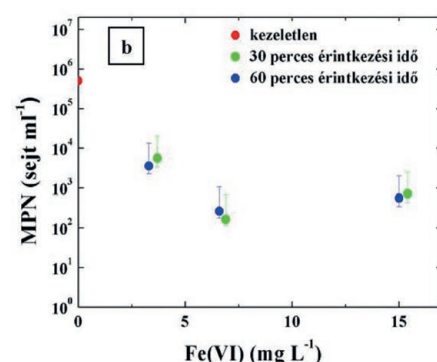 b
kezeletlen
30 perces érintkezési idő
60 perces érintkezési idő
MPN (sejt ml⁻¹)
10⁷
10⁶
10⁵
10⁴
10³
10²
10¹
10⁰
0 5 10 15
Fe(VI) (mg L⁻¹)